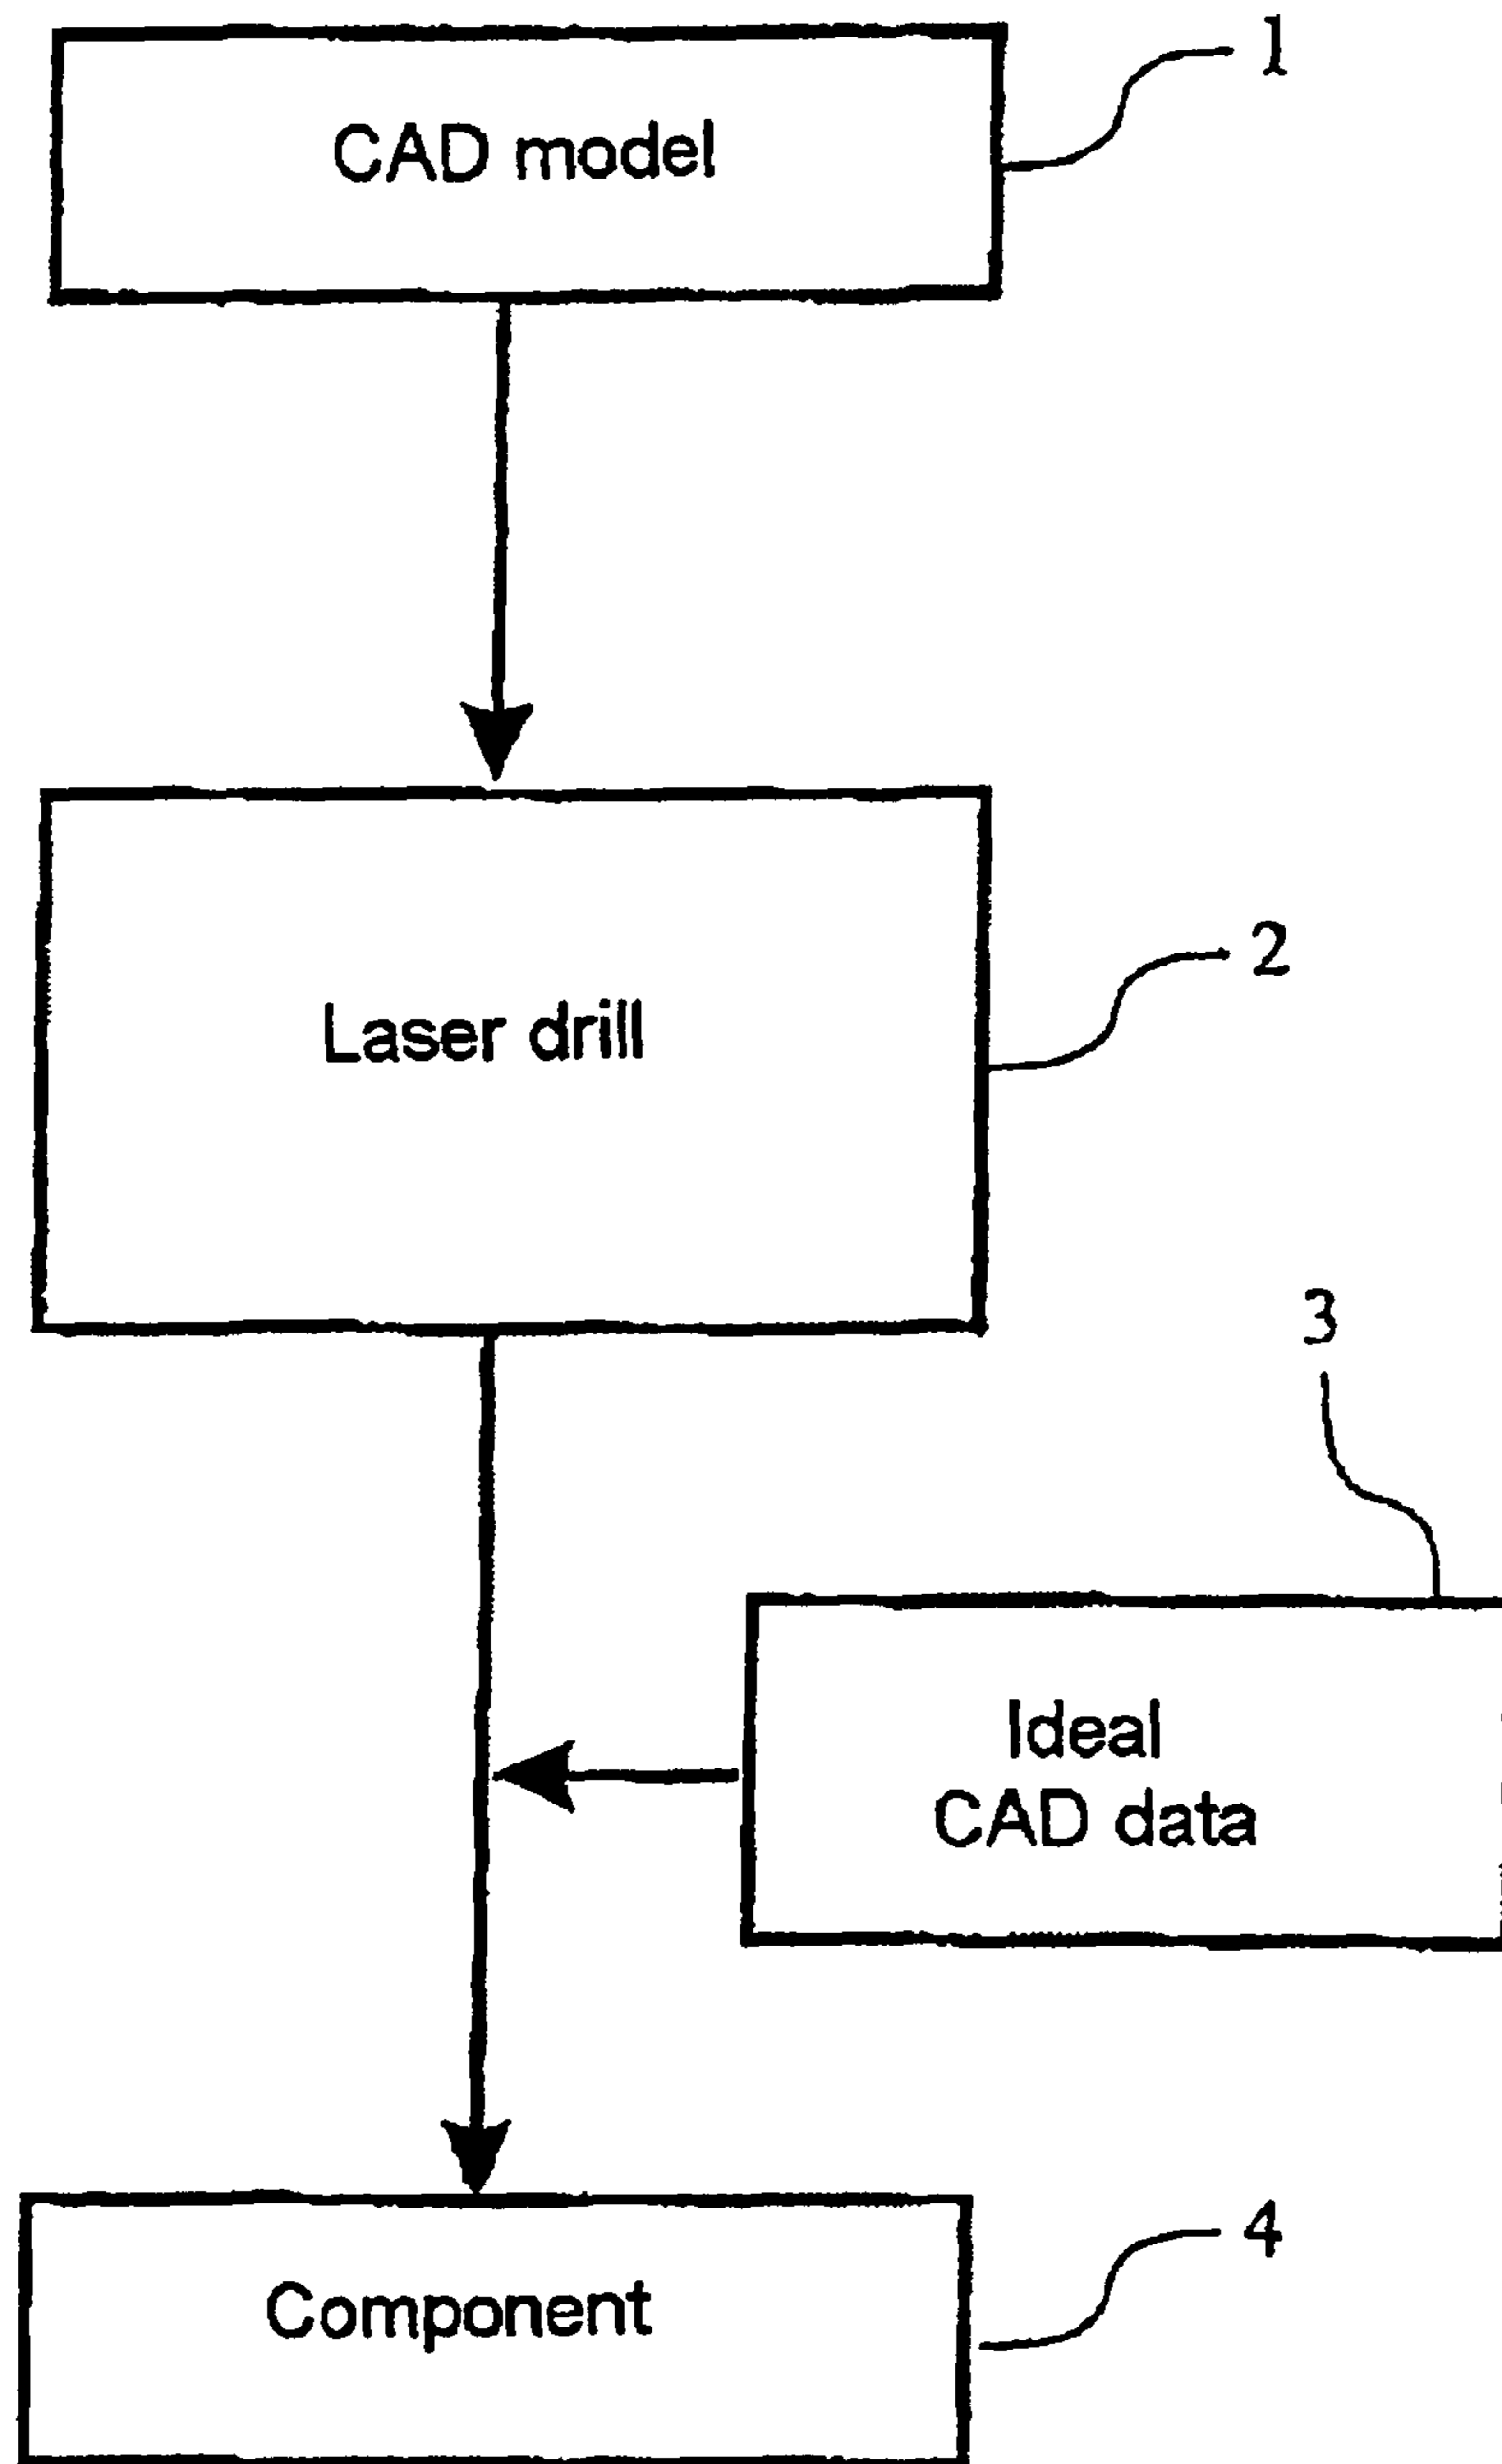 1
CAD model
2
Laser drill
3
Ideal
CAD data
4
Component